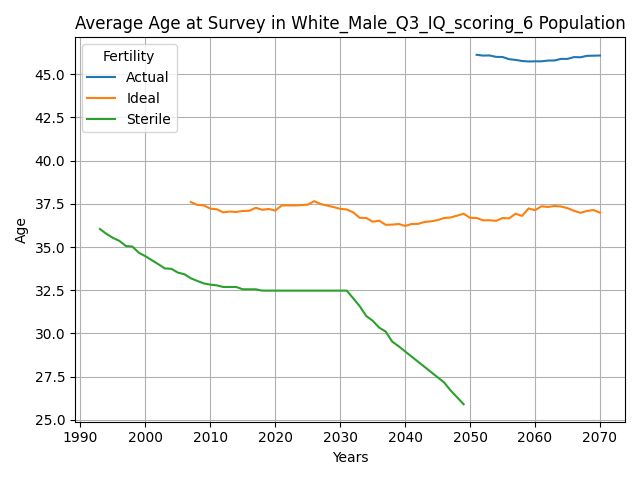 Average Age at Survey in White_Male_Q3_IQ_scoring_6 Population
Fertility
Actual
Ideal
Sterile
Age
45.0
42.5
40.0
37.5
35.0
32.5
30.0
27.5
25.0
1990 2000 2010 2020 2030 2040 2050 2060 2070
Years